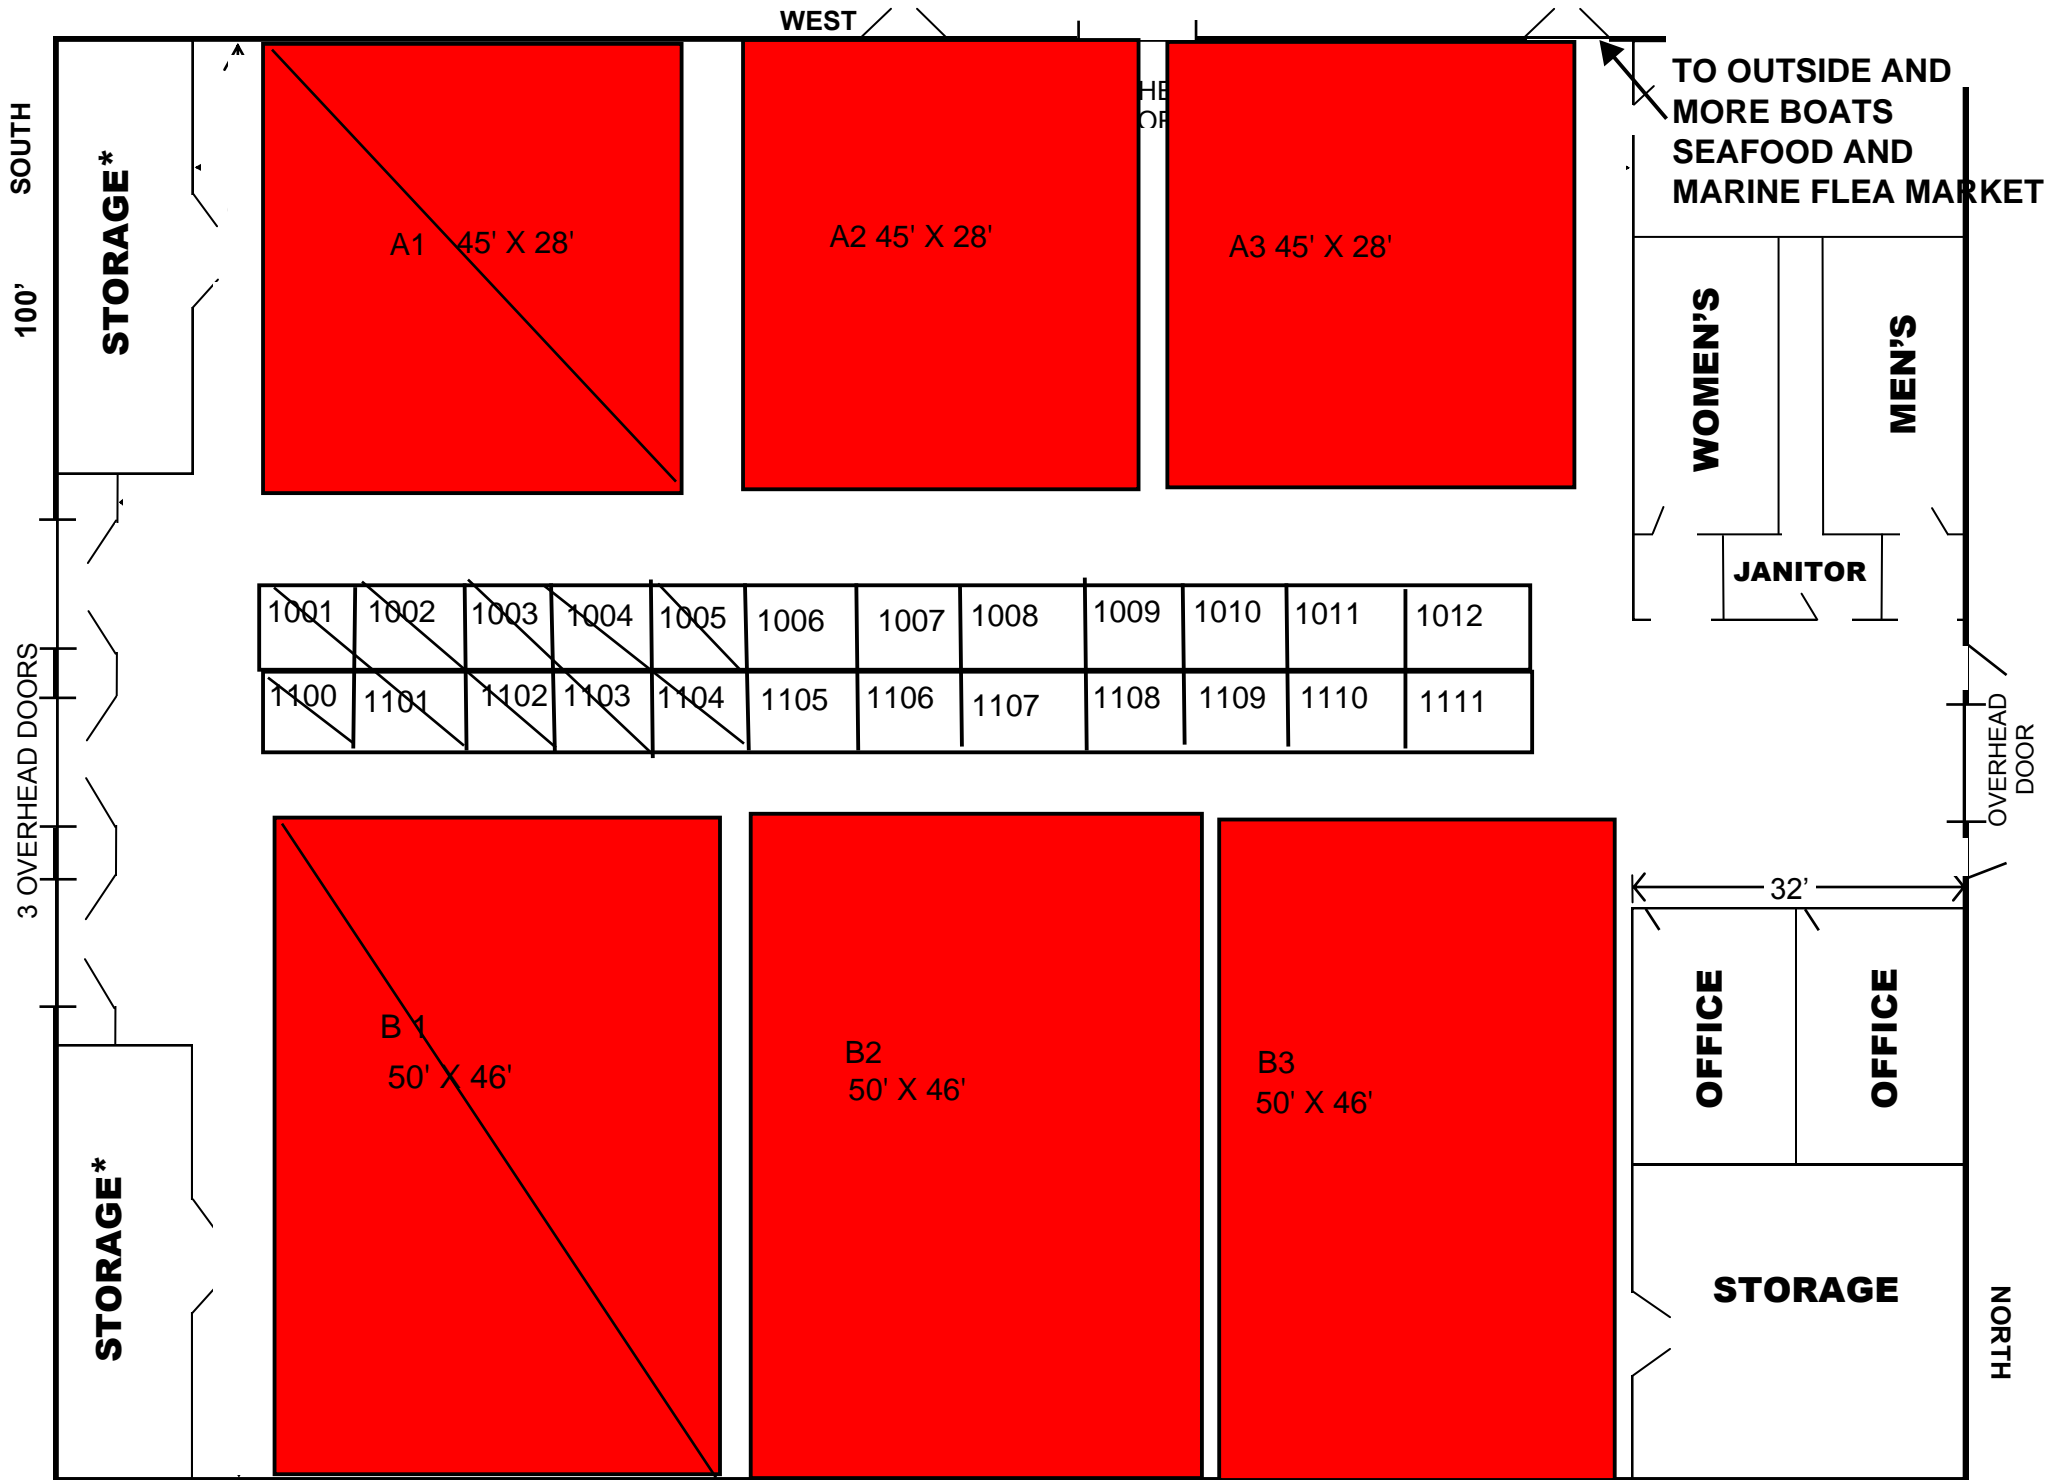 WEST
TO OUTSIDE AND
MORE BOATS
SEAFOOD AND
MARINE FLEA MARKET
SOUTH
100’
STORAGE*
A1 45' X 28'
A2 45' X 28'
A3 45' X 28'
WOMEN’S
MEN’S
JANITOR
1001 1002 1003 1004 1005 1006 1007 1008 1009 1010 1011 1012
1100 1101 1102 1103 1104 1105 1106 1107 1108 1109 1110 1111
3 OVERHEAD DOORS
OVERHEAD
DOOR
32’
B 1
50' X 46'
B2
50' X 46'
B3
50' X 46'
OFFICE
OFFICE
STORAGE*
STORAGE
NORTH